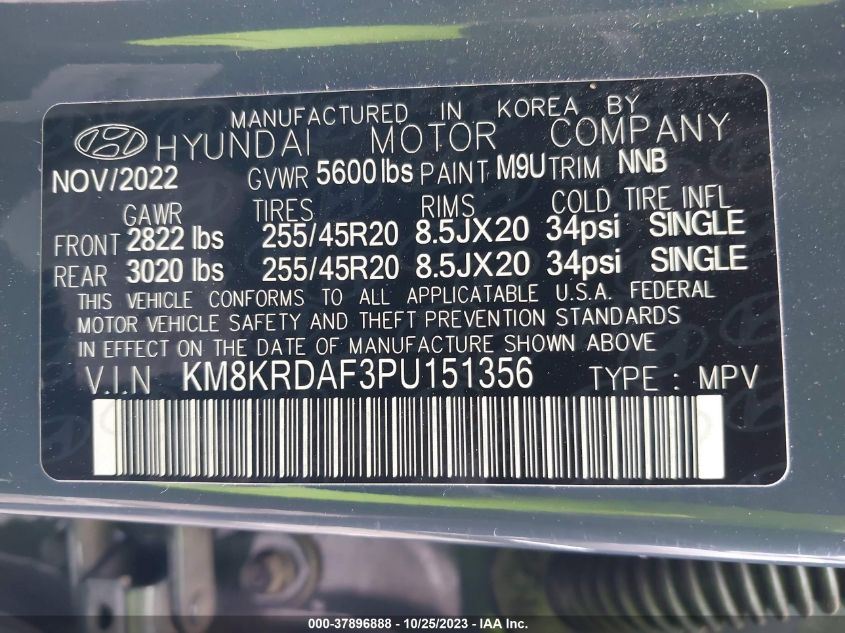 MANUFACTURED IN KOREA BY
HYUNDAI MOTOR COMPANY
NOV/2022 GVWR 5600 lbs PAINT M9U TRIM NNB
GAWR TIRES RIMS COLD TIRE INFL
FRONT 2822 lbs 255/45R20 8.5JX20 34psi SINGLE
REAR 3020 lbs 255/45R20 8.5JX20 34psi SINGLE
THIS VEHICLE CONFORMS TO ALL APPLICATABLE U.S.A. FEDERAL
MOTOR VEHICLE SAFETY AND THEFT PREVENTION STANDARDS
IN EFFECT ON THE DATE OF MANUFACTURE SHOWN ABOVE
V.I.N KM8KRDAF3PU151356 TYPE : MPV
000-37896888 - 10/25/2023 - IAA Inc.